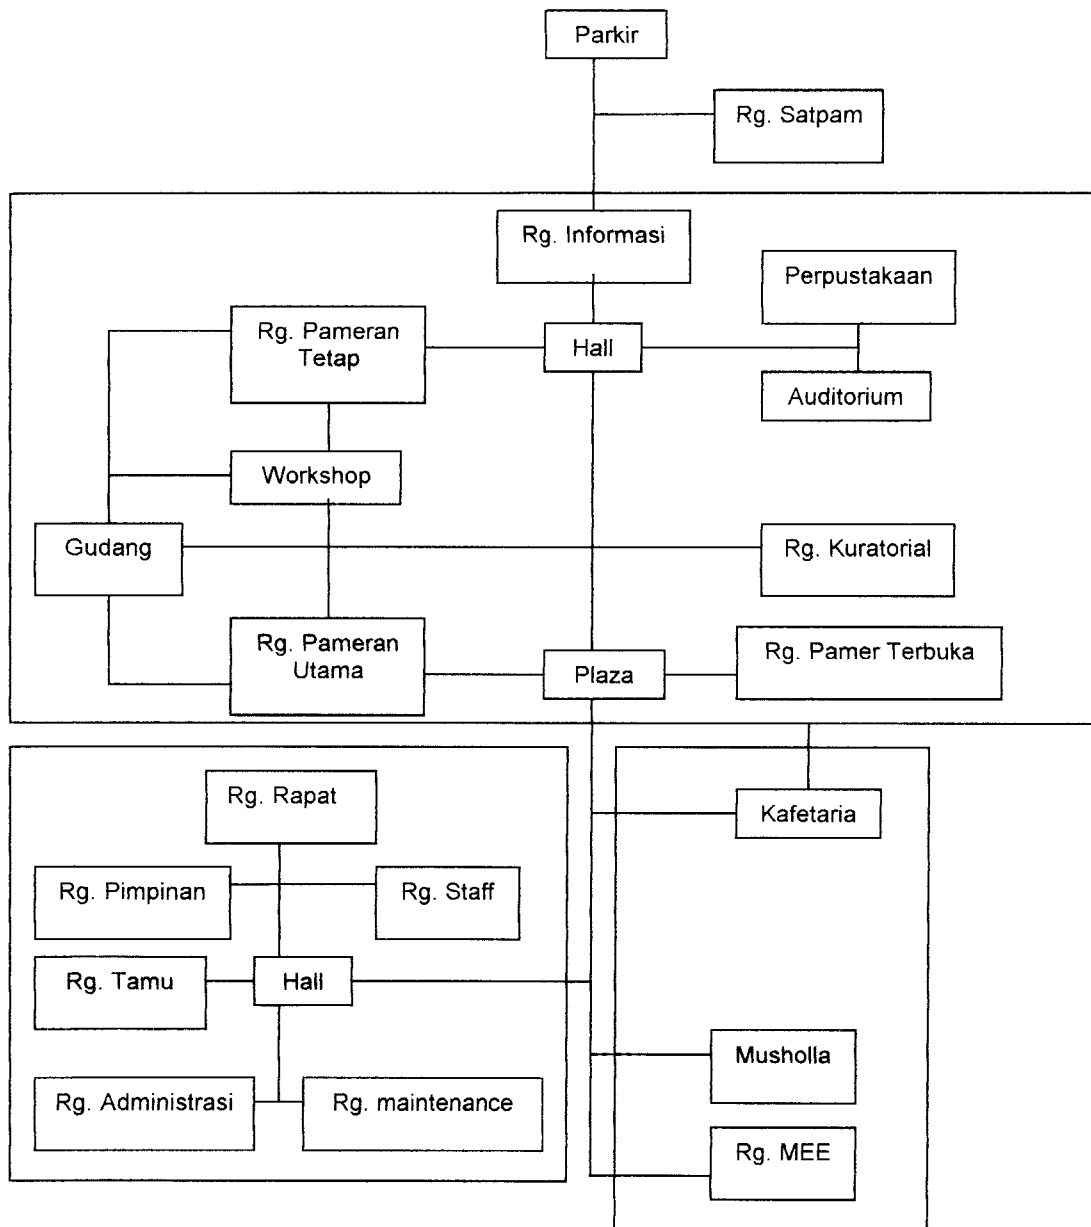 Parkir
Rg. Satpam
Rg. Informasi
Perpustakaan
Rg. Pameran
Tetap
Hall
Auditorium
Workshop
Gudang
Rg. Kuratorial
Rg. Pameran
Utama
Plaza
Rg. Pamer Terbuka
Rg. Rapat
Kafetaria
Rg. Pimpinan
Rg. Staff
Rg. Tamu
Hall
Musholla
Rg. Administrasi
Rg. maintenance
Rg. MEE